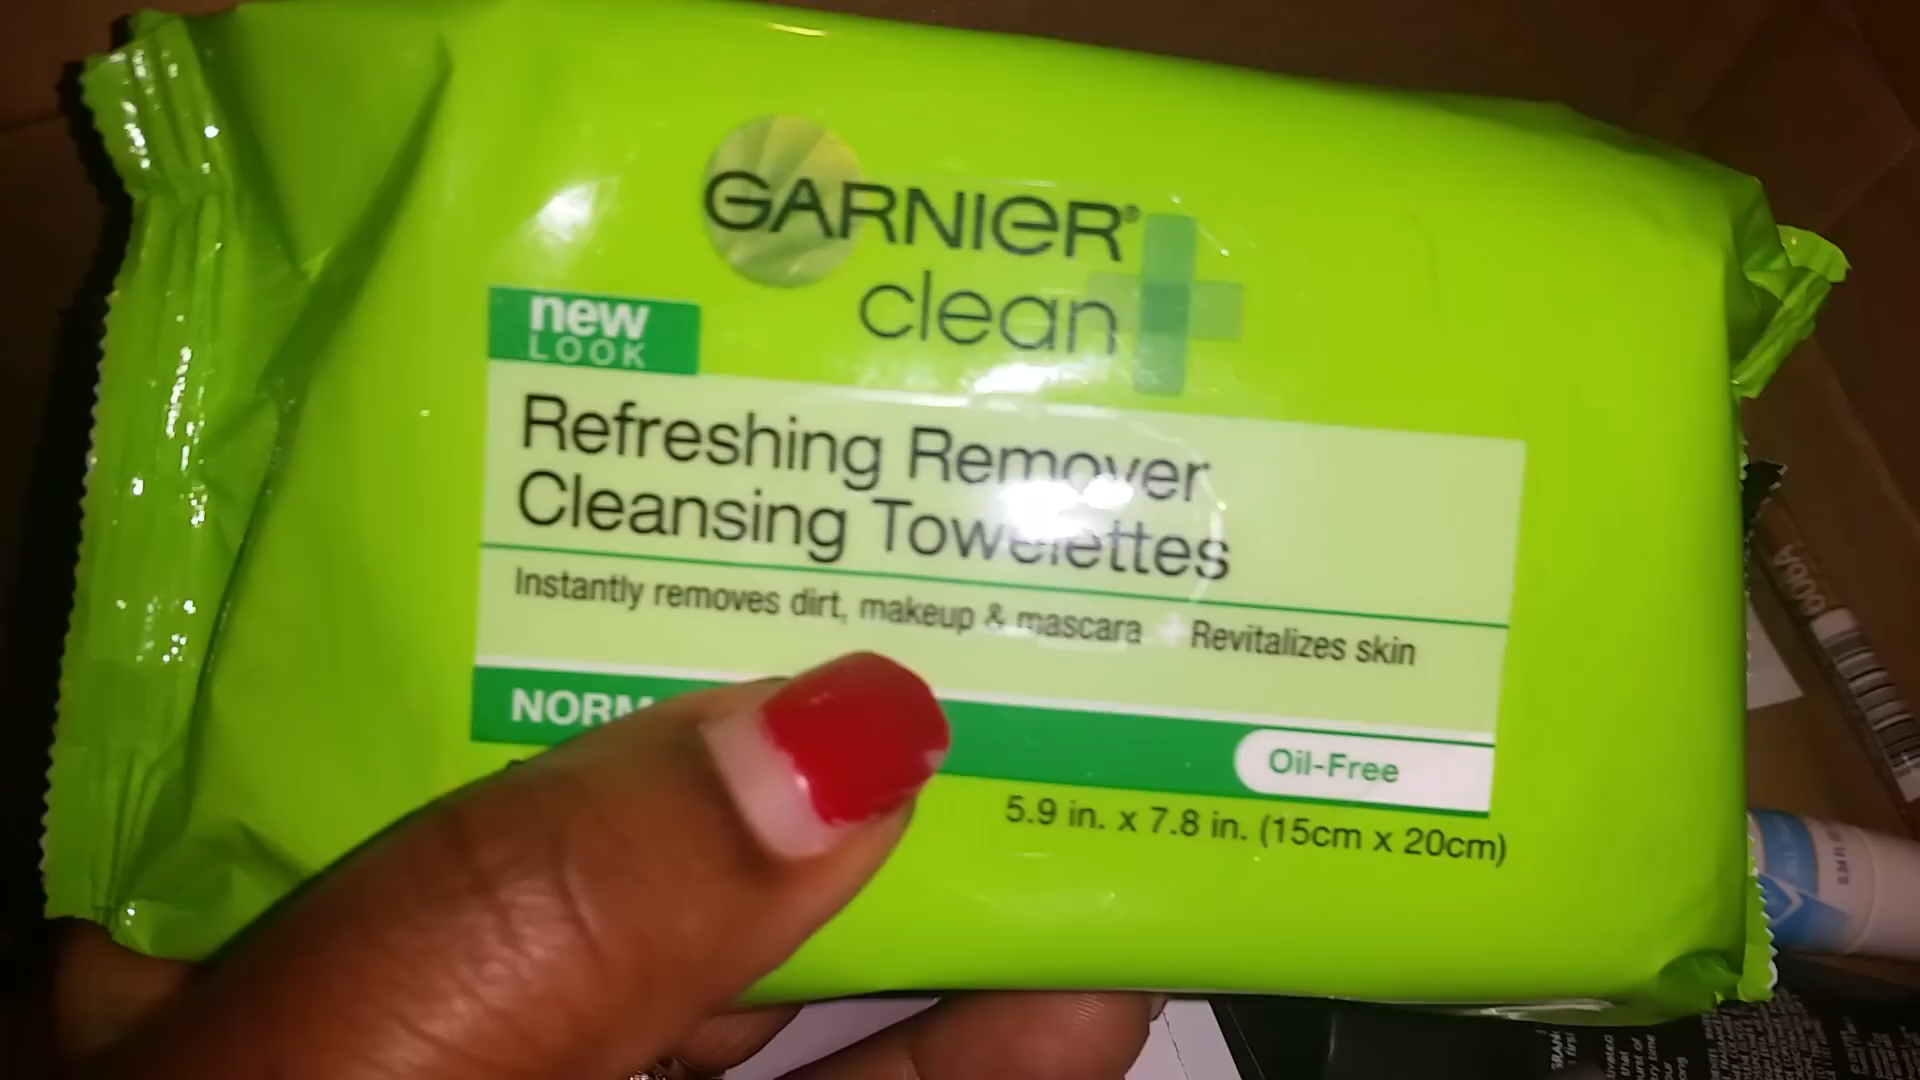 GARNIER®
clean+
new
LOOK
Refreshing Remover
Cleansing Towelettes
Instantly removes dirt, makeup & mascara + Revitalizes skin
Oil-Free
5.9 in. x 7.8 in. (15cm x 20cm)
606A